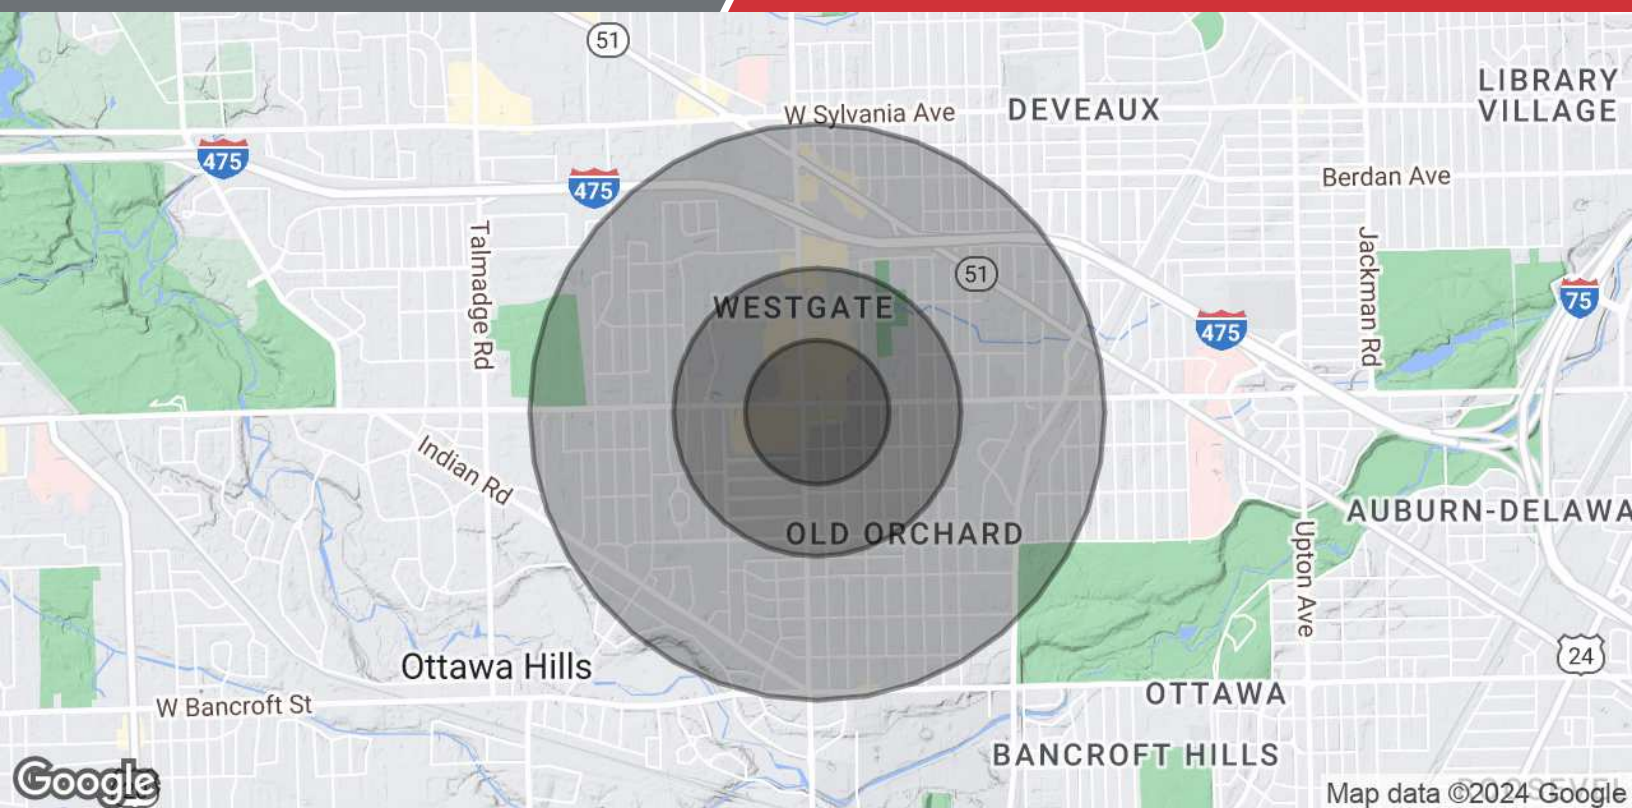 51
W Sylvania Ave
DEVEAUX
LIBRARY
VILLAGE
475
475
Berdan Ave
Talmadge Rd
Jackman Rd
51
75
WESTGATE
475
Indian Rd
OLD ORCHARD
AUBURN-DELAWA
Upton Ave
Ottawa Hills
24
W Bancroft St
OTTAWA
BANCROFT HILLS
Google
Map data ©2024 Google